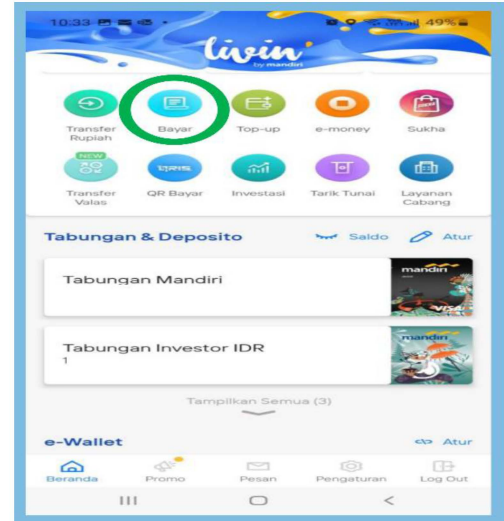 10:33
49%
livin'
by mandiri
Transfer Rupiah
Bayar
Top-up
e-money
Sukha
NEW
Transfer Valas
QR Bayar
Investasi
Tarik Tunai
Layanan Cabang
Tabungan & Deposito
Saldo
Atur
Tabungan Mandiri
mandiri
VISA
Tabungan Investor IDR
1
mandiri
Tampilkan Semua (3)
e-Wallet
Atur
Beranda
Promo
Pesan
Pengaturan
Log Out